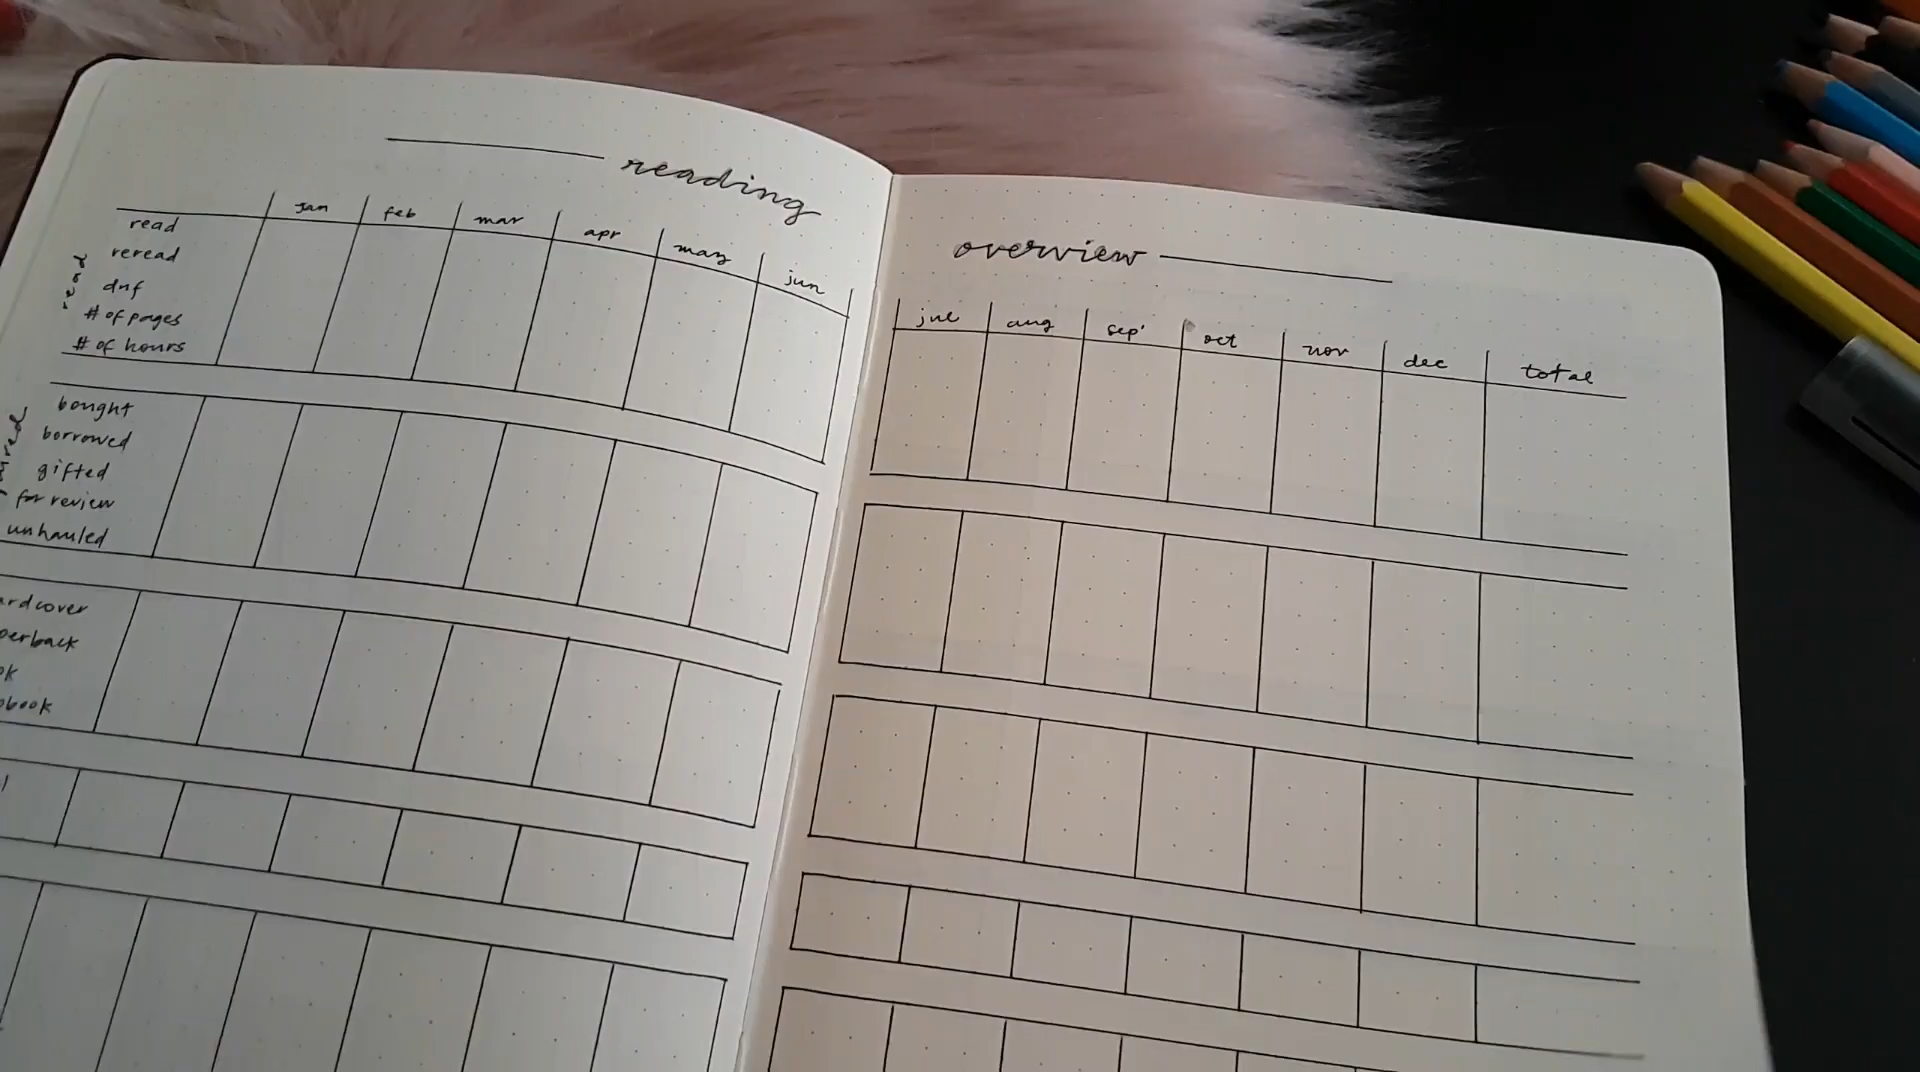 reading
jan feb mar apr may jun
read
reread
dnf
# of pages
# of hours
read
bought
borrowed
gifted
for review
unhauled
overview
jul aug sep' oct nov dec total